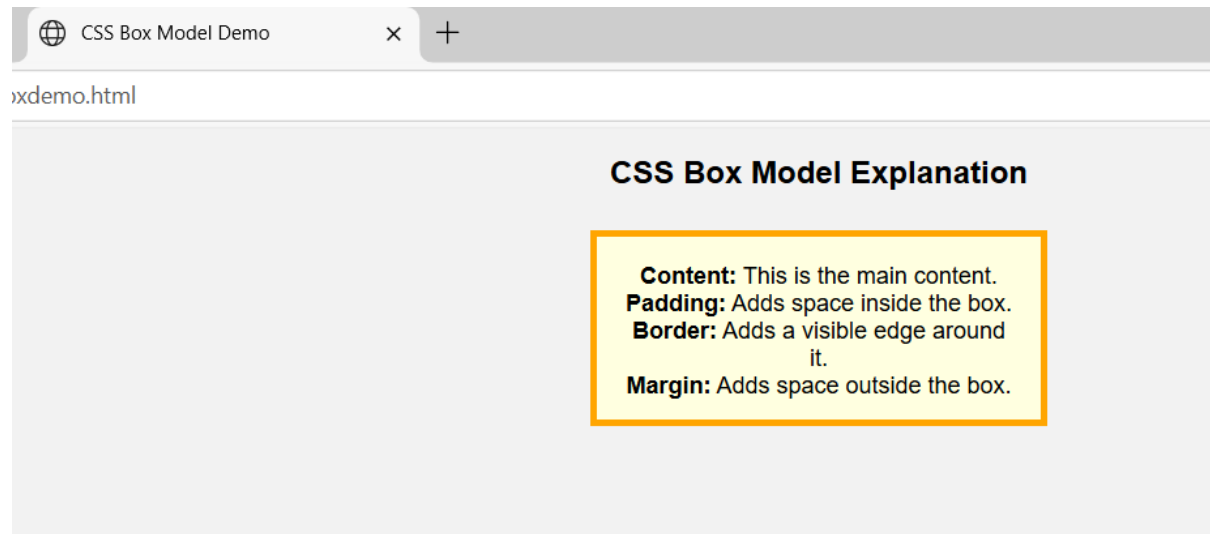 CSS Box Model Demo
oxdemo.html
CSS Box Model Explanation
Content: This is the main content.
Padding: Adds space inside the box.
Border: Adds a visible edge around
it.
Margin: Adds space outside the box.